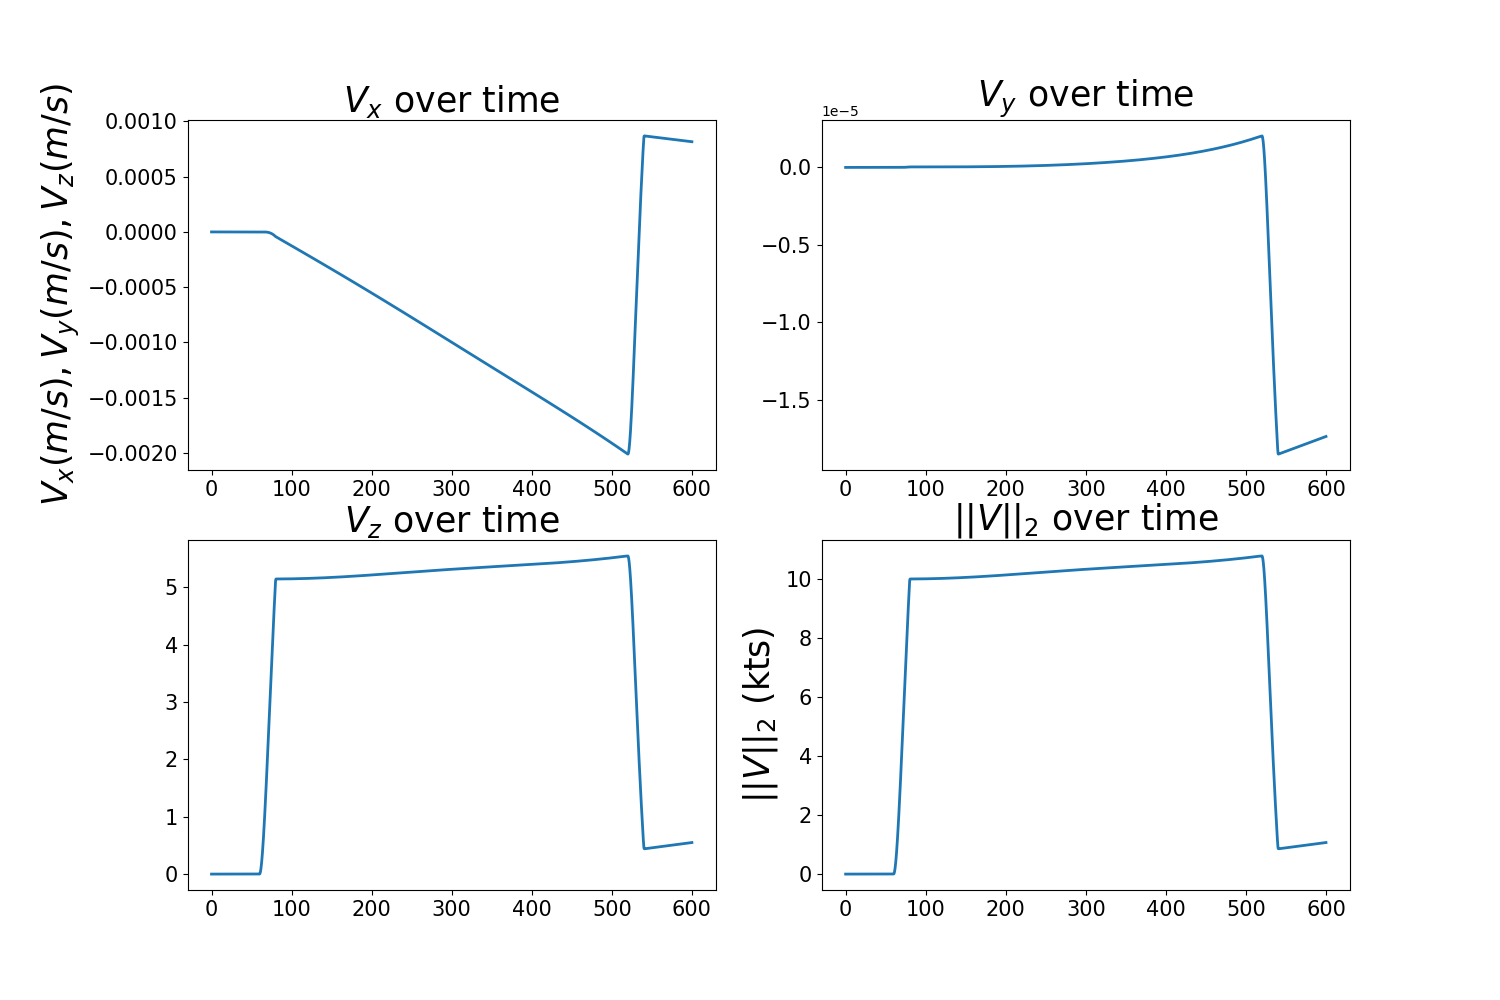 V_x over time
V_x(m/s), V_y(m/s), V_z(m/s)
0.0010
0.0005
0.0000
−0.0005
−0.0010
−0.0015
−0.0020
0 100 200 300 400 500 600
V_y over time
1e−5
0.0
−0.5
−1.0
−1.5
0 100 200 300 400 500 600
V_z over time
5
4
3
2
1
0
0 100 200 300 400 500 600
||V||_2 over time
||V||_2 (kts)
10
8
6
4
2
0
0 100 200 300 400 500 600